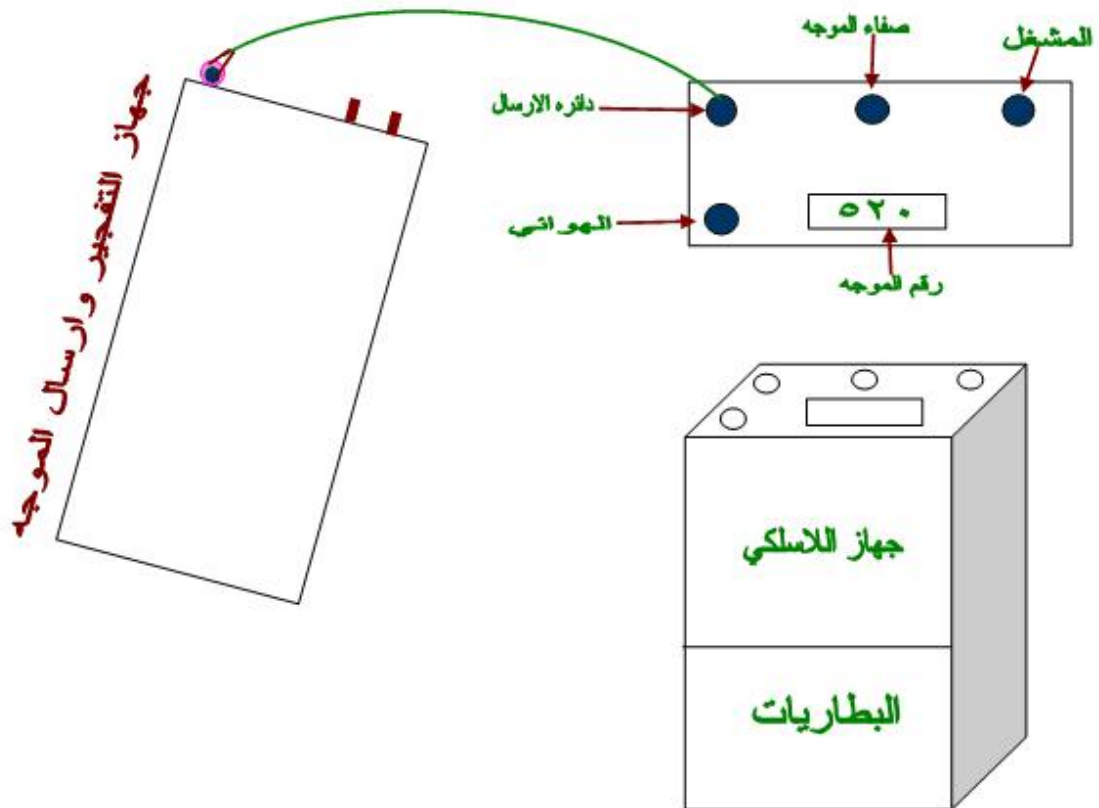 المشغل
صفاء الموجه
دائره الارسال
الهوائي
٥٢٠
رقم الموجه
جهاز التفجير وارسال الموجه
جهاز اللاسلكي
البطاريات